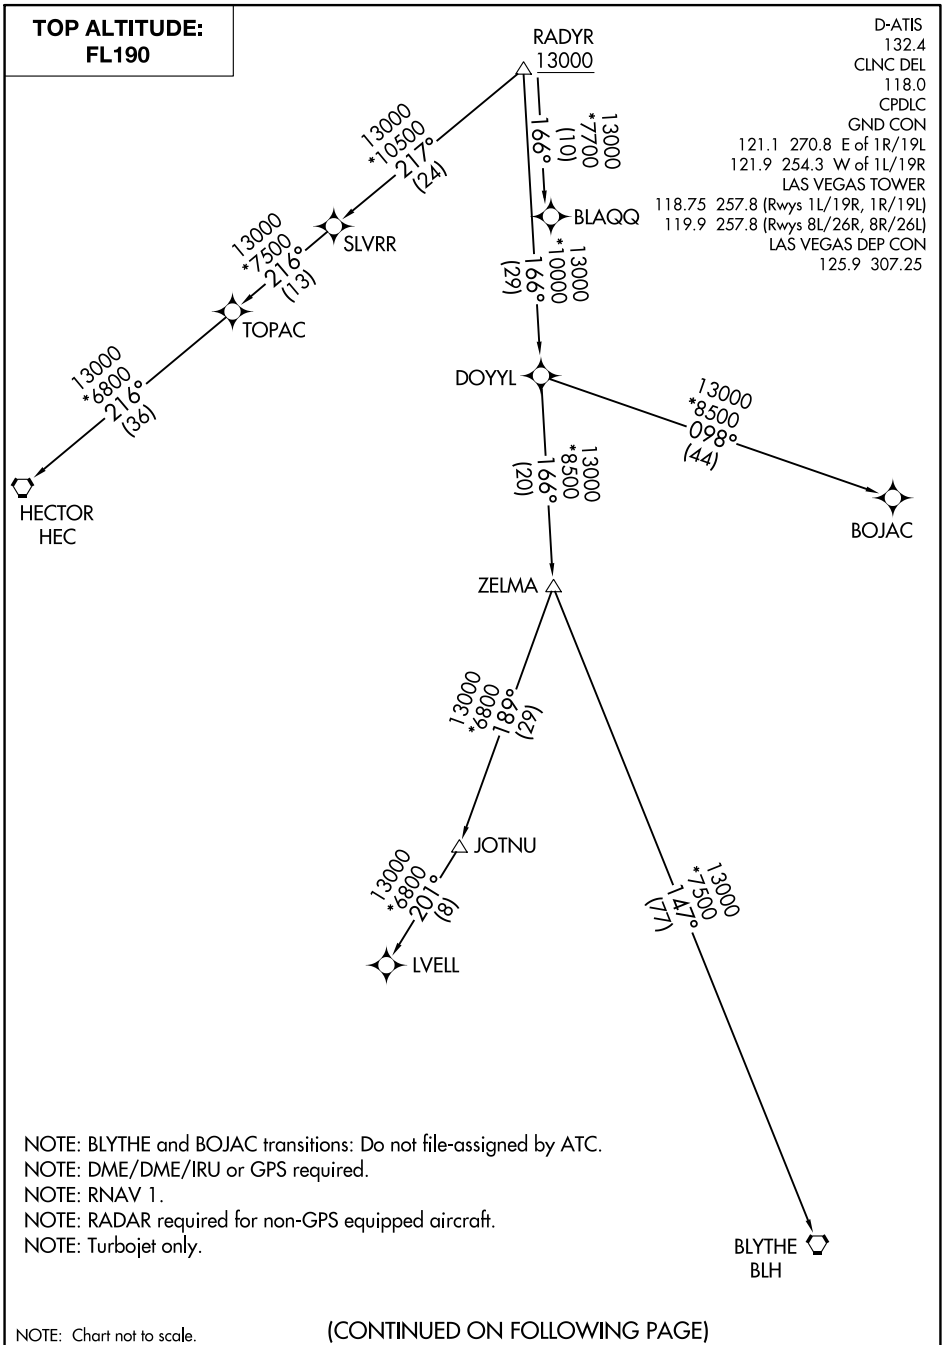 TOP ALTITUDE:
FL190
D-ATIS
132.4
CLNC DEL
118.0
CPDLC
GND CON
121.1 270.8 E of 1R/19L
121.9 254.3 W of 1L/19R
LAS VEGAS TOWER
118.75 257.8 (Rwys 1L/19R, 1R/19L)
119.9 257.8 (Rwys 8L/26R, 8R/26L)
LAS VEGAS DEP CON
125.9 307.25
RADYR
13000
13000
*10500
217°
(24)
13000
*7700
166°
(10)
BLAQQ
SLVRR
13000
*7500
216°
(13)
TOPAC
13000
*10000
166°
(29)
DOYYL
13000
*6800
216°
(36)
HECTOR
HEC
13000
*8500
098°
(44)
BOJAC
13000
*8500
166°
(20)
ZELMA
13000
*6800
189°
(29)
JOTNU
13000
*6800
201°
(8)
LVELL
13000
*7500
147°
(77)
BLYTHE
BLH
NOTE: BLYTHE and BOJAC transitions: Do not file-assigned by ATC.
NOTE: DME/DME/IRU or GPS required.
NOTE: RNAV 1.
NOTE: RADAR required for non-GPS equipped aircraft.
NOTE: Turbojet only.
NOTE: Chart not to scale.
(CONTINUED ON FOLLOWING PAGE)